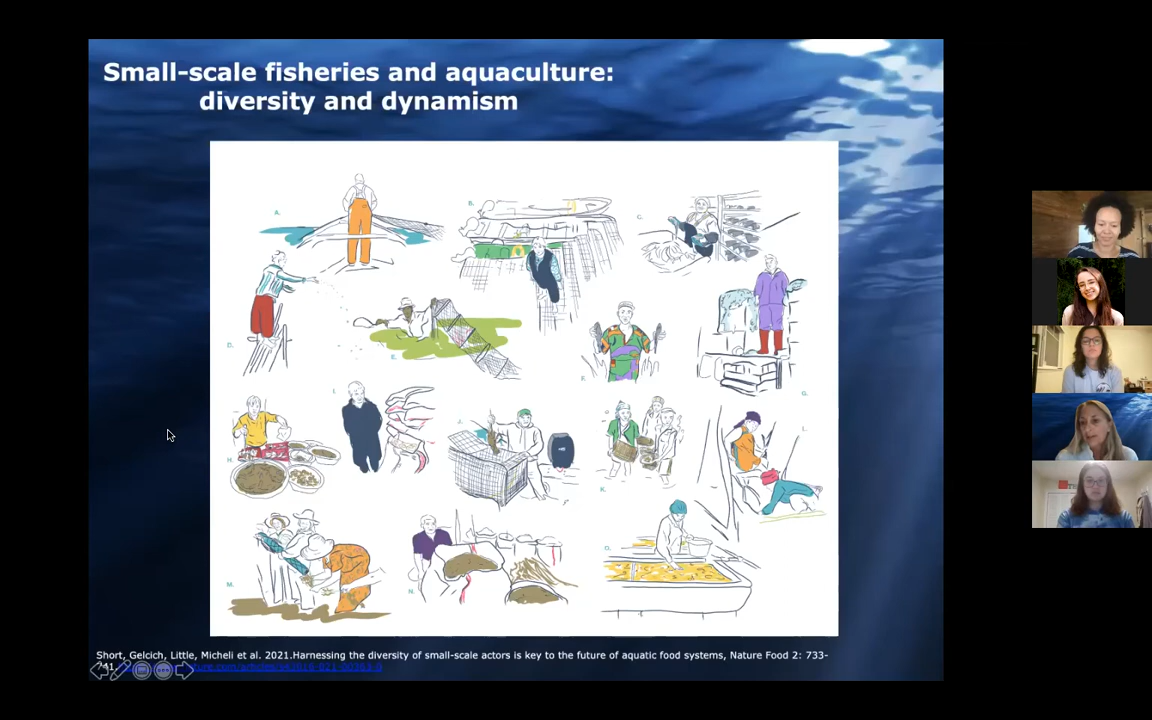 Small-scale fisheries and aquaculture:
diversity and dynamism
A.
B.
C.
D.
E.
F.
G.
H.
I.
J.
K.
L.
M.
N.
O.
Short, Gelcich, Little, Micheli et al. 2021.Harnessing the diversity of small-scale actors is key to the future of aquatic food systems, Nature Food 2: 733-
741.